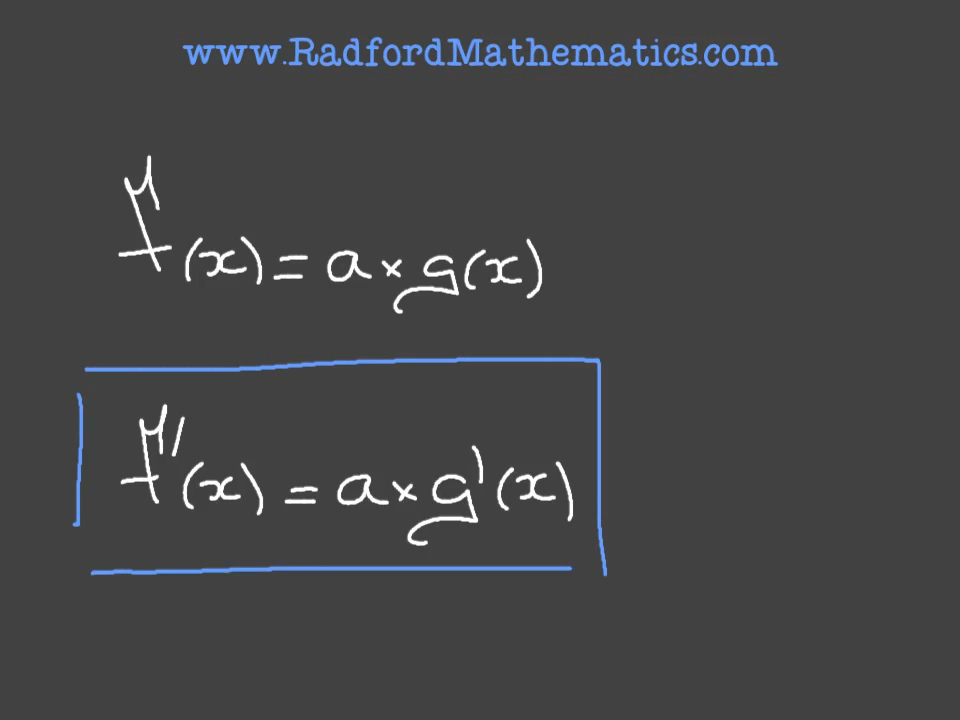 www.RadfordMathematics.com
f(x) = a × g(x)
f'(x) = a × g'(x)